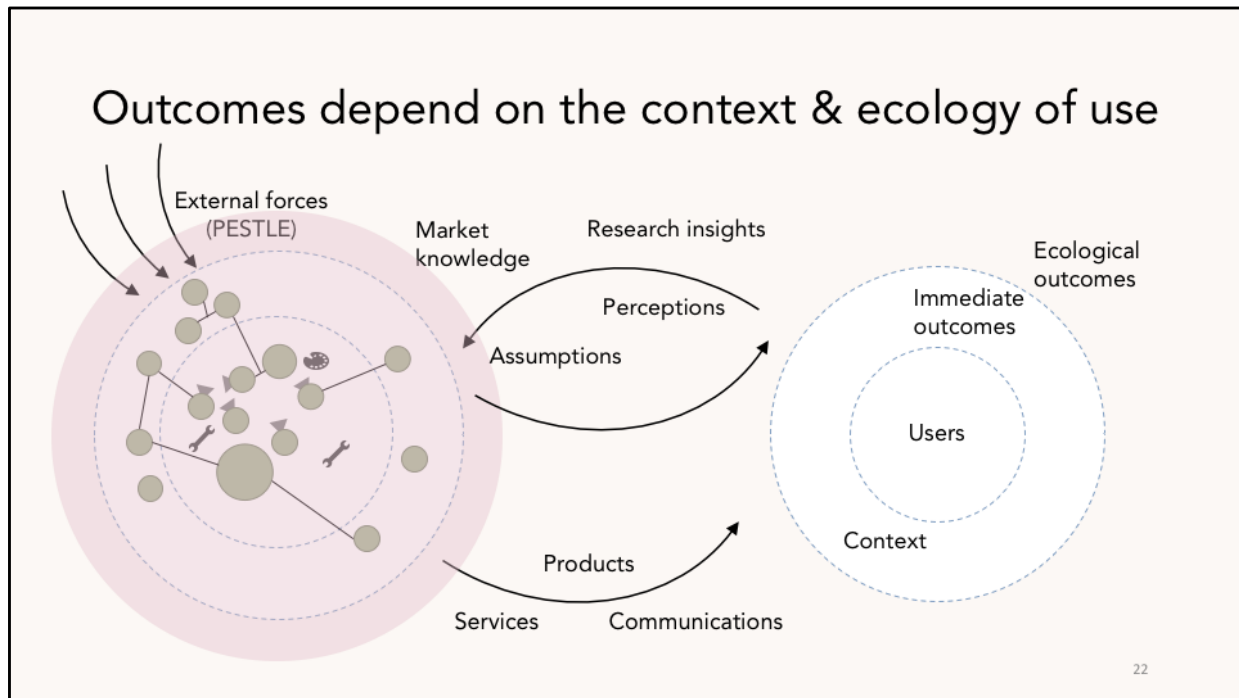 Outcomes depend on the context & ecology of use
External forces
(PESTLE)
Market
knowledge
Research insights
Perceptions
Assumptions
Ecological
outcomes
Immediate
outcomes
Users
Context
Products
Services
Communications
22